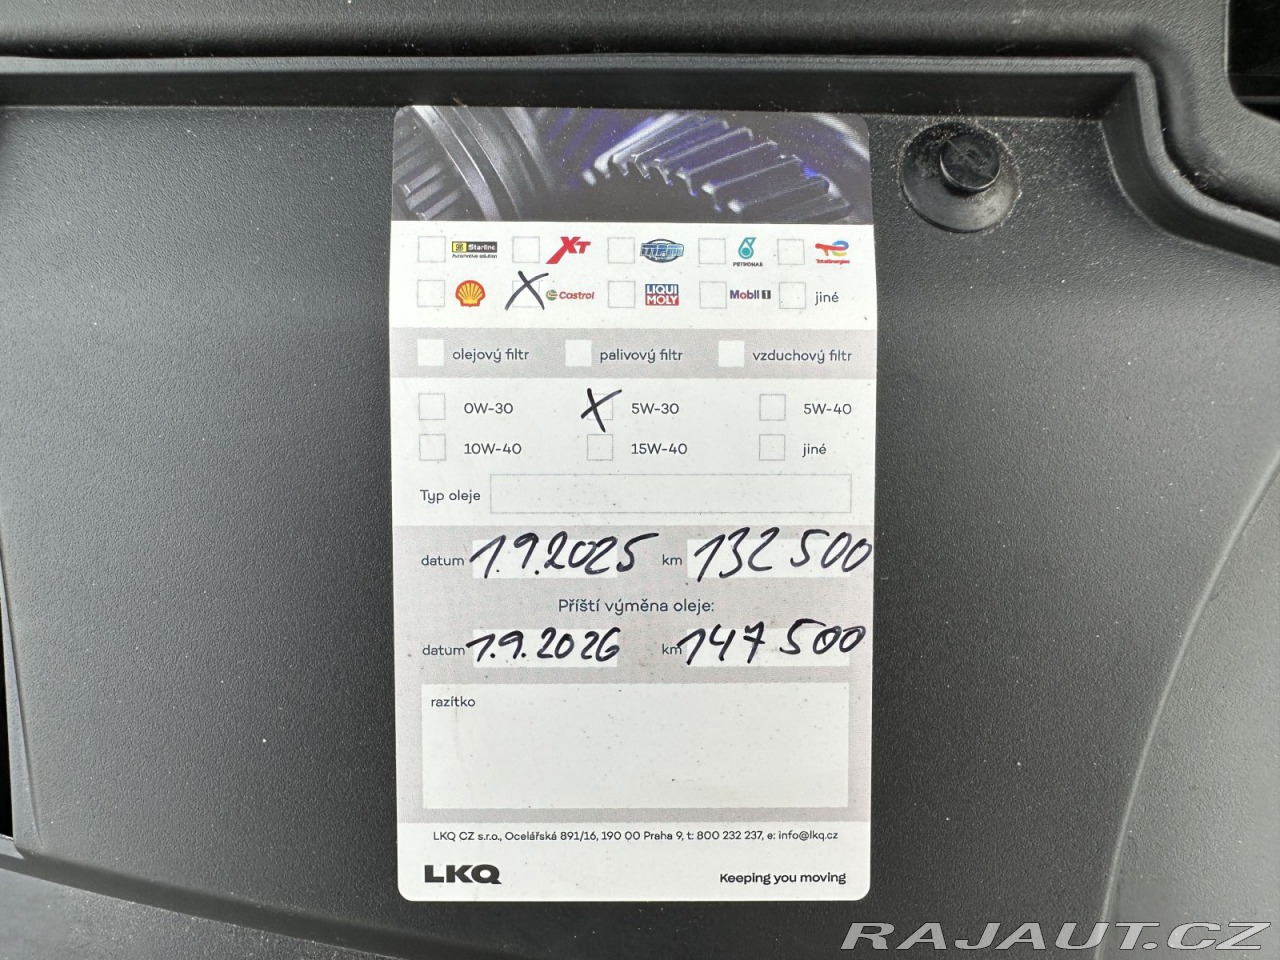 Starline XT PETRONAS TotalEnergies
Automotive solution
Castrol LIQUI MOLY Mobil 1 jiné
olejový filtr palivový filtr vzduchový filtr
0W-30 X 5W-30 5W-40
10W-40 15W-40 jiné
Typ oleje
datum 1.9.2025 km 132 500
Příští výměna oleje:
datum 1.9.2026 km 147 500
razítko
LKQ CZ s.r.o., Ocelářská 891/16, 190 00 Praha 9, t: 800 232 237, e: info@lkq.cz
LKQ Keeping you moving
RAJAUT.CZ